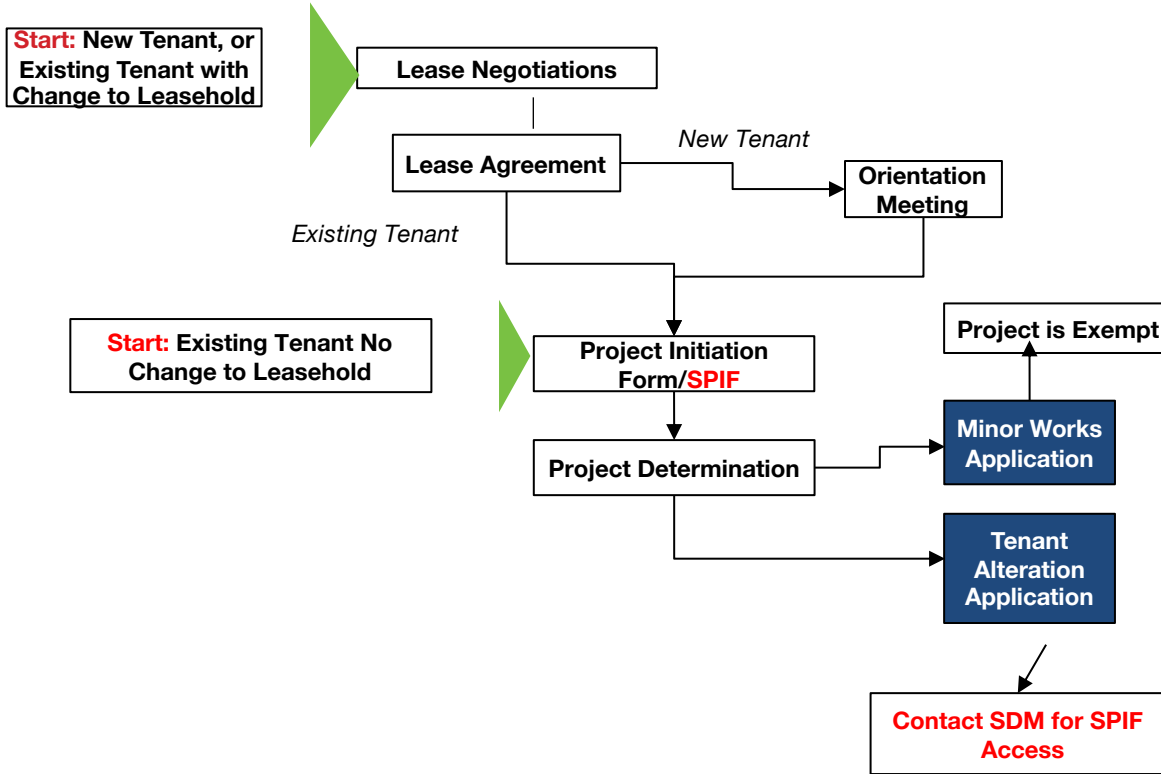 Start: New Tenant, or
Existing Tenant with
Change to Leasehold
Lease Negotiations
New Tenant
Lease Agreement
Orientation
Meeting
Existing Tenant
Start: Existing Tenant No
Change to Leasehold
Project Initiation
Form/SPIF
Project is Exempt
Minor Works
Application
Project Determination
Tenant
Alteration
Application
Contact SDM for SPIF
Access